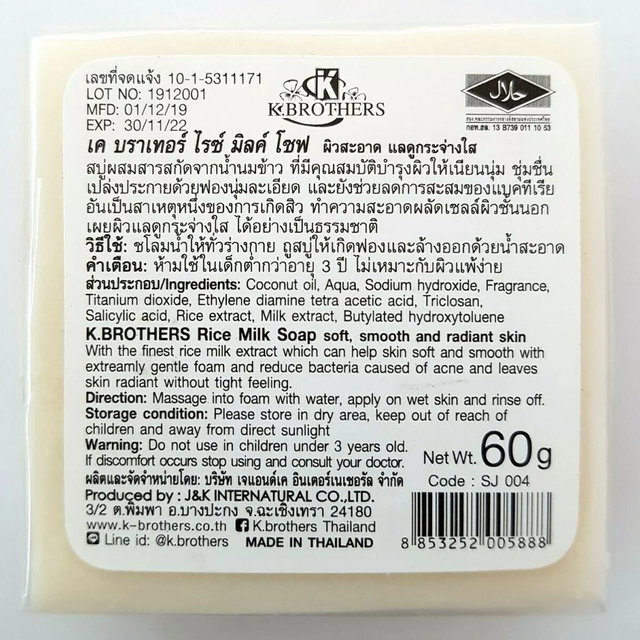 เลขที่จดแจ้ง 10-1-5311171
LOT NO: 1912001
MFD: 01/12/19
EXP: 30/11/22
K
K.BROTHERS
حلال
กอท.ฮล. 13 B739 011 10 53
เค บราเทอร์ ไรซ์ มิลค์ โซฟ ผิวสะอาด แลดูกระจ่างใส
สบู่ผสมสารสกัดจากน้ำนมข้าว ที่มีคุณสมบัติบำรุงผิวให้เนียนนุ่ม ชุ่มชื่น
เปล่งประกายด้วยฟองนุ่มละเอียด และยังช่วยลดการสะสมของแบคทีเรีย
อันเป็นสาเหตุหนึ่งของการเกิดสิว ทำความสะอาดผลัดเซลล์ผิวชั้นนอก
เผยผิวแลดูกระจ่างใส ได้อย่างเป็นธรรมชาติ
วิธีใช้: ชโลมน้ำให้ทั่วร่างกาย ถูสบู่ให้เกิดฟองและล้างออกด้วยน้ำสะอาด
คำเตือน: ห้ามใช้ในเด็กต่ำกว่าอายุ 3 ปี ไม่เหมาะกับผิวแพ้ง่าย
ส่วนประกอบ/Ingredients: Coconut oil, Aqua, Sodium hydroxide, Fragrance,
Titanium dioxide, Ethylene diamine tetra acetic acid, Triclosan,
Salicylic acid, Rice extract, Milk extract, Butylated hydroxytoluene
K.BROTHERS Rice Milk Soap soft, smooth and radiant skin
With the finest rice milk extract which can help skin soft and smooth with
extreamly gentle foam and reduce bacteria caused of acne and leaves
skin radiant without tight feeling.
Direction: Massage into foam with water, apply on wet skin and rinse off.
Storage condition: Please store in dry area, keep out of reach of
children and away from direct sunlight
Warning: Do not use in children under 3 years old.
If discomfort occurs stop using and consult your doctor.
Net Wt. 60g
Code : SJ 004
ผลิตและจัดจำหน่ายโดย: บริษัท เจแอนด์เค อินเตอร์เนเชอรัล จำกัด
Produced by : J&K INTERNATURAL CO.,LTD.
3/2 ต.พิมพา อ.บางปะกง จ.ฉะเชิงเทรา 24180
www.k-brothers.co.th K.brothers Thailand
Line id: @k.brothers MADE IN THAILAND
8 853252 005888